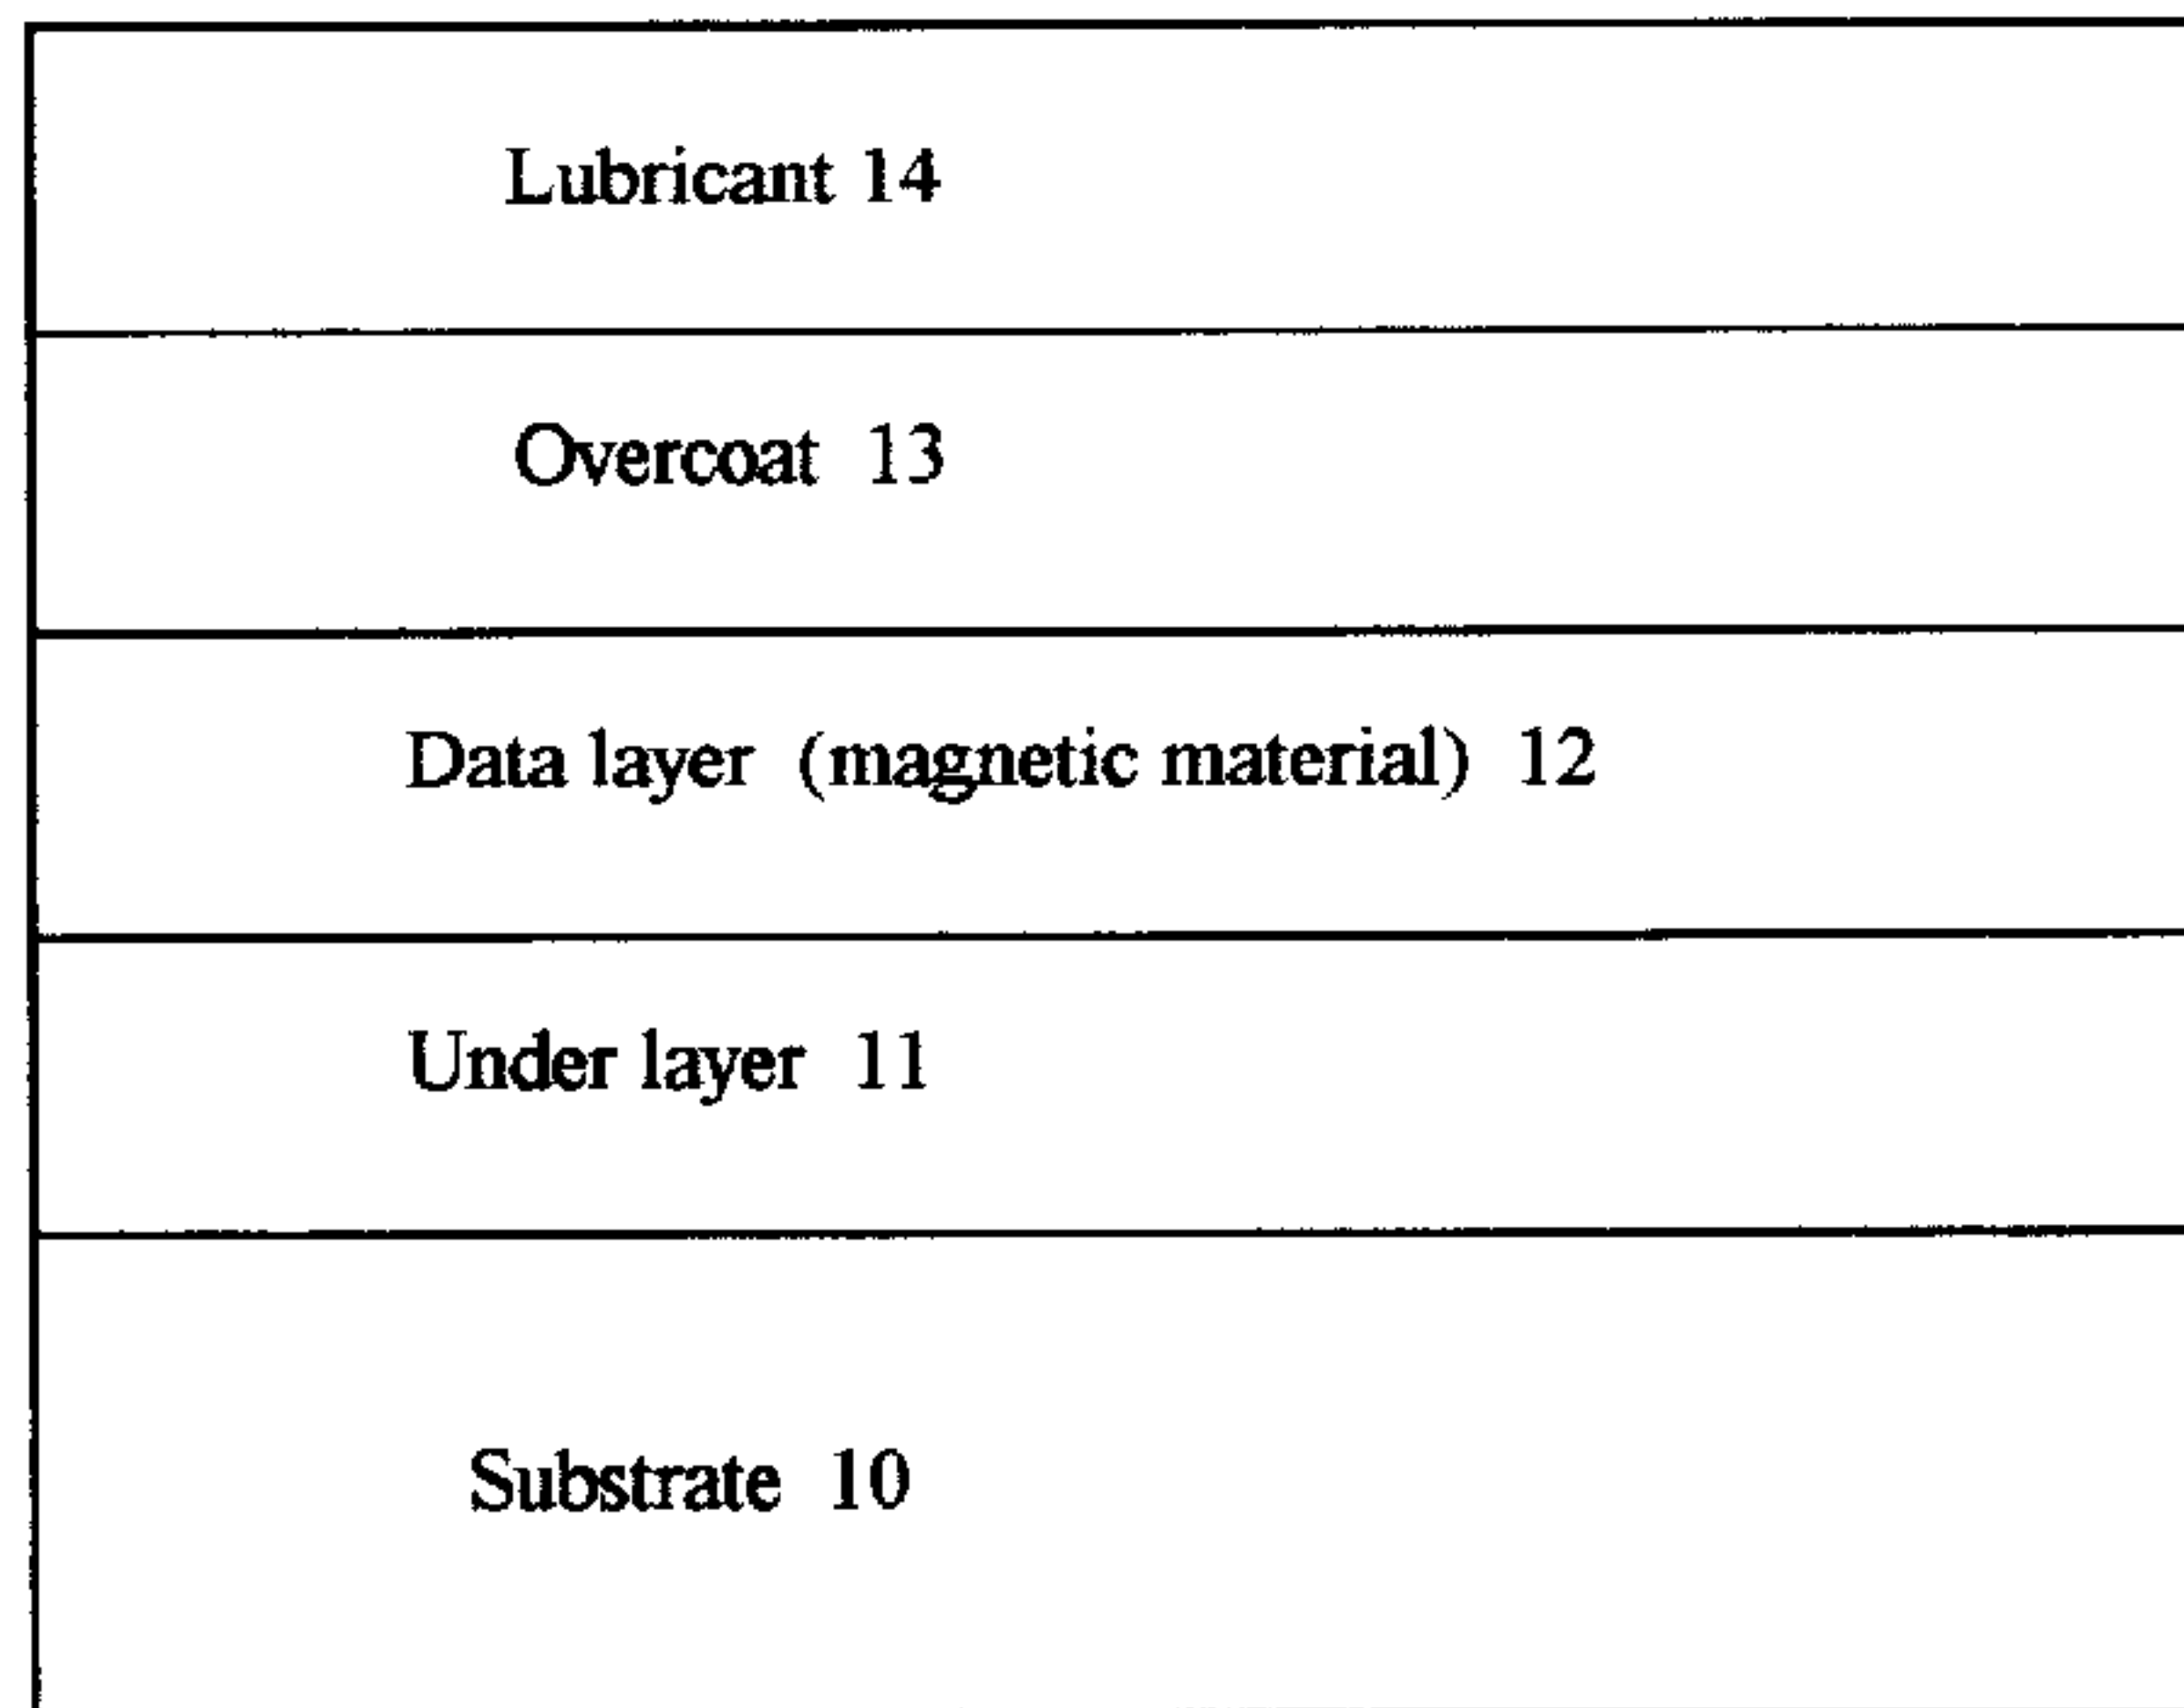 Lubricant 14
Overcoat 13
Data layer (magnetic material) 12
Under layer 11
Substrate 10